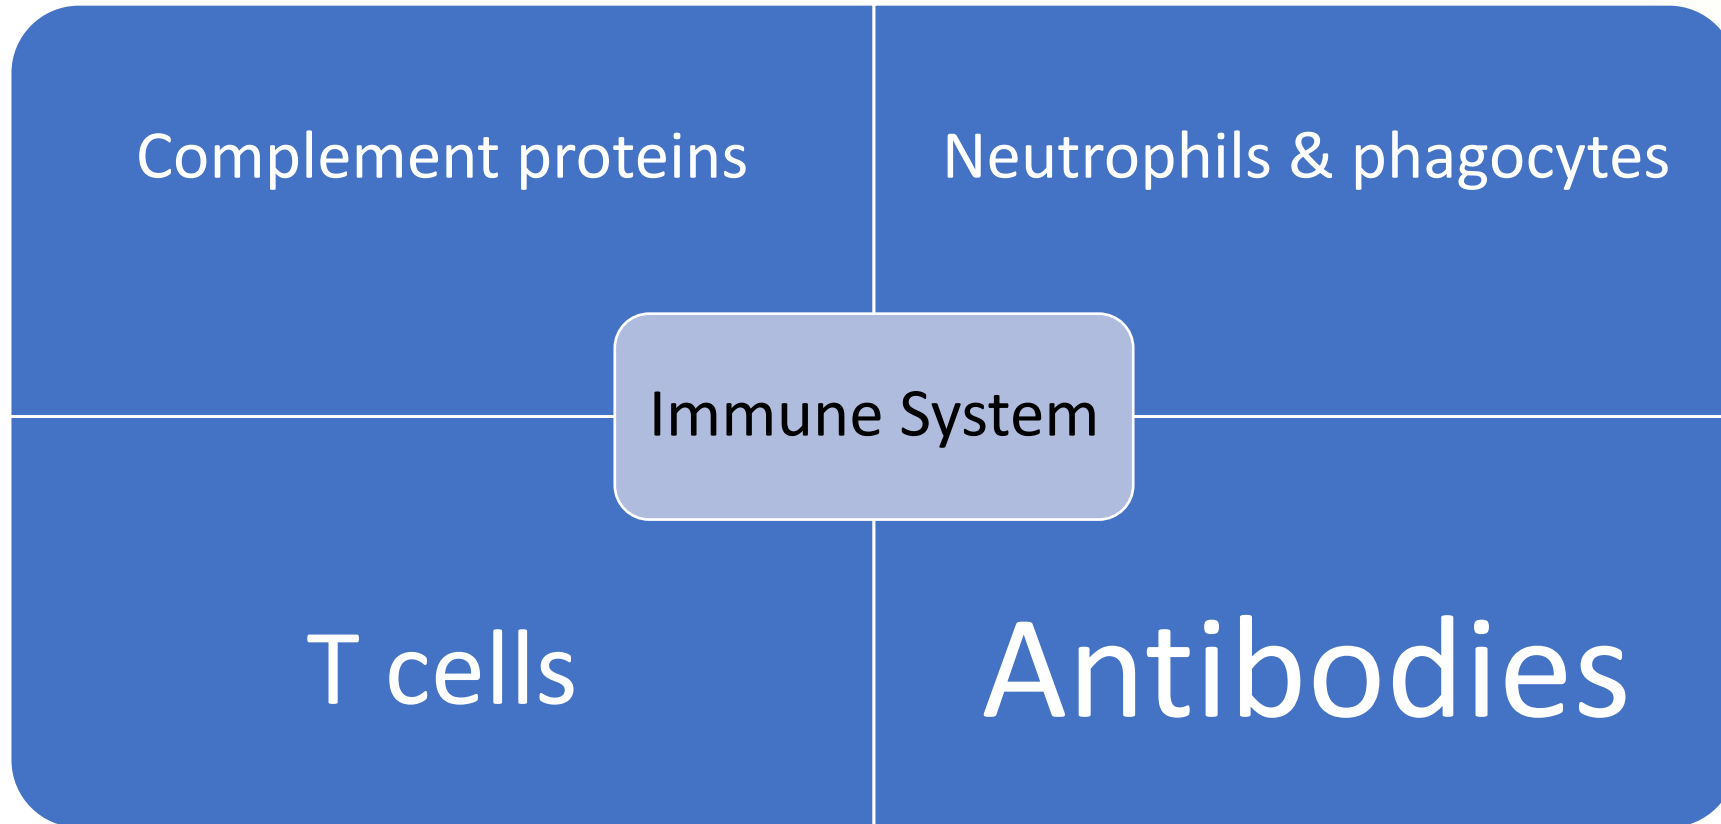 Complement proteins
Neutrophils & phagocytes
Immune System
T cells
Antibodies